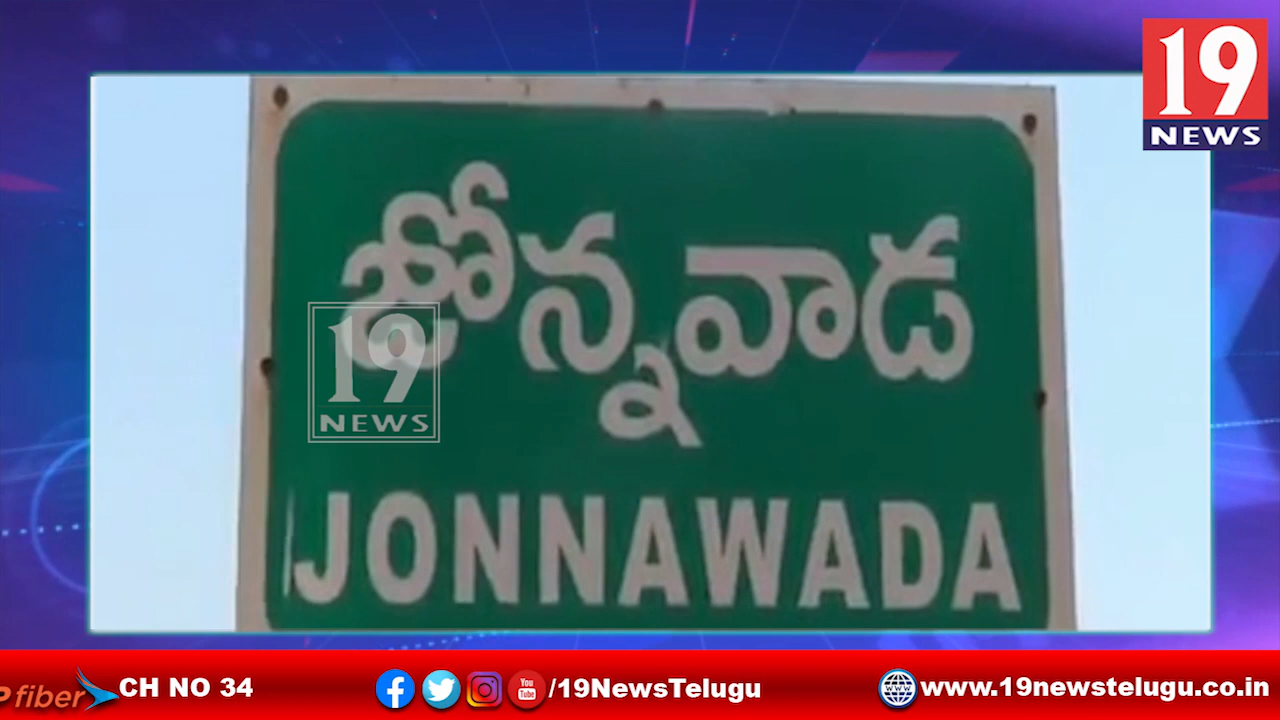 19
NEWS
జొన్నవాడ
19
NEWS
JONNAWADA
fiber CH NO 34 /19NewsTelugu www.19newstelugu.co.in